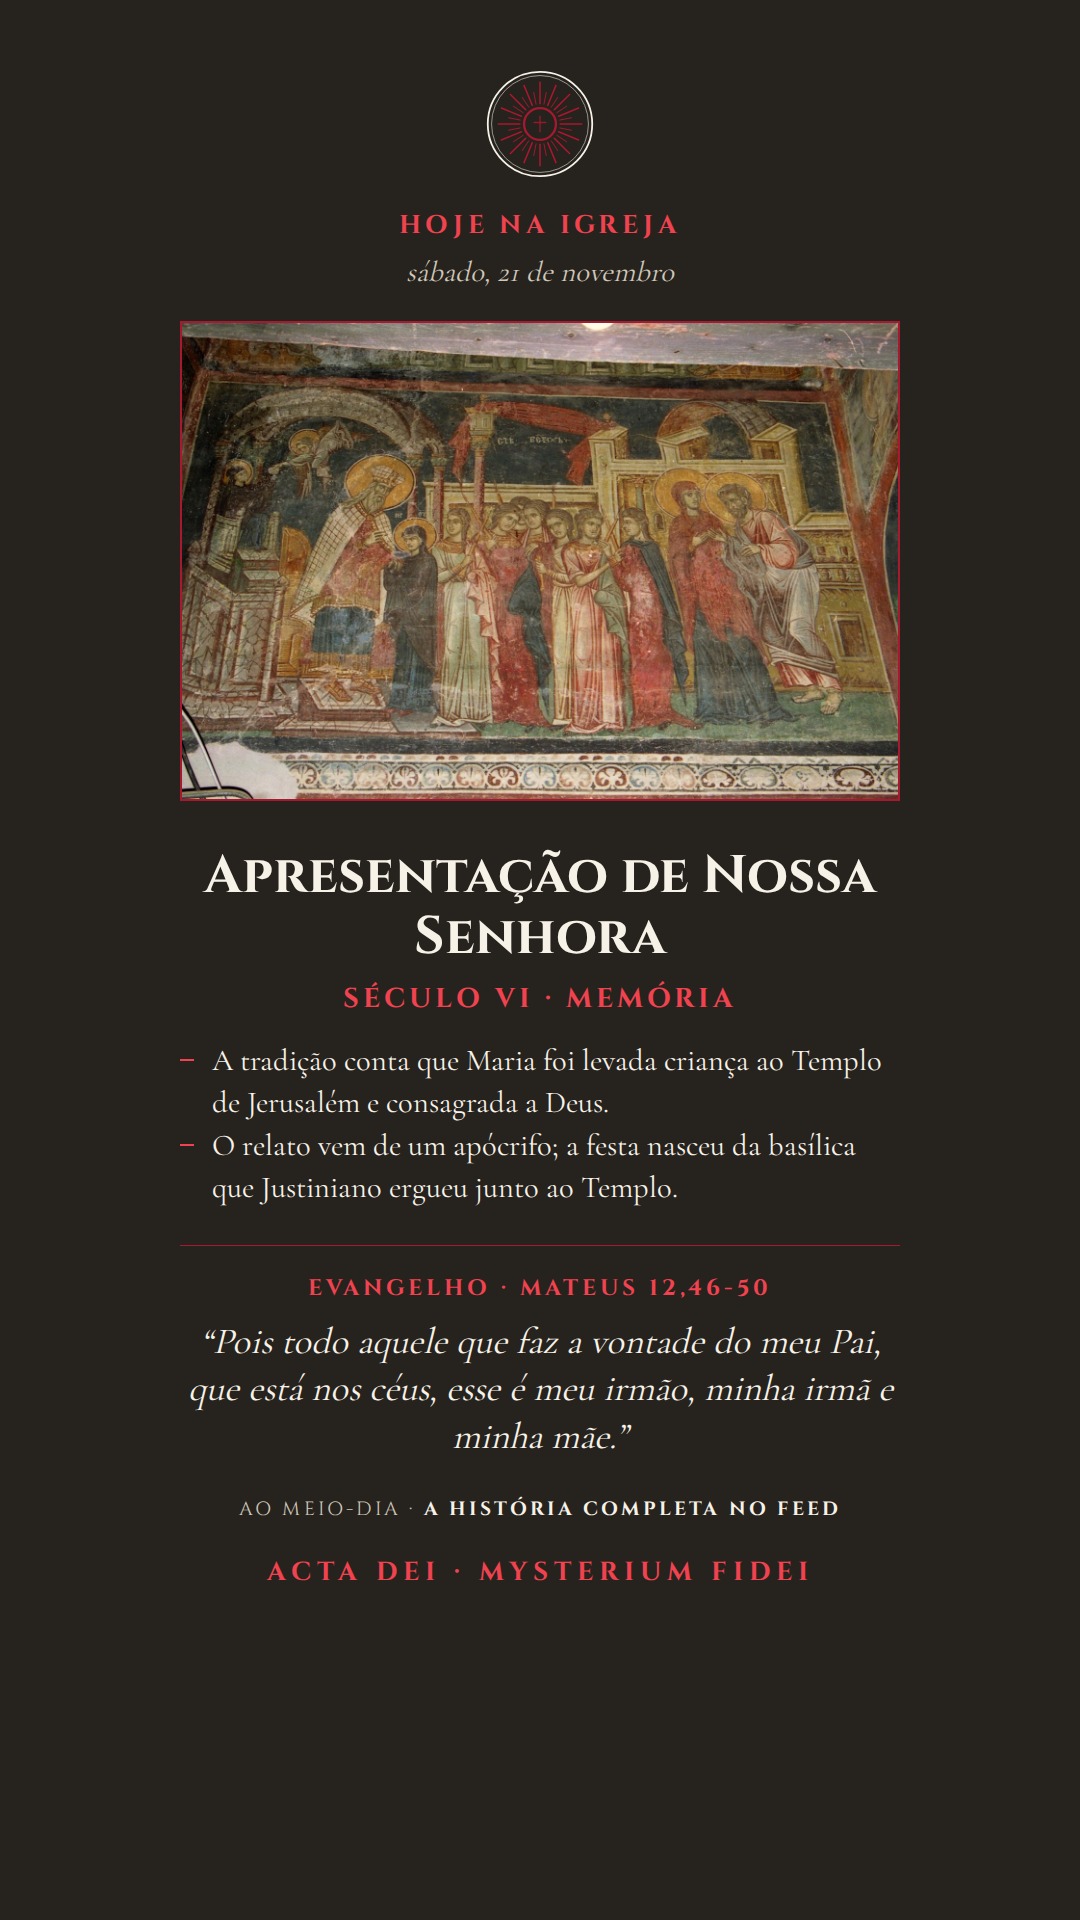 HOJE NA IGREJA
sábado, 21 de novembro
APRESENTAÇÃO DE NOSSA
SENHORA
SÉCULO VI · MEMÓRIA
– A tradição conta que Maria foi levada criança ao Templo
de Jerusalém e consagrada a Deus.
– O relato vem de um apócrifo; a festa nasceu da basílica
que Justiniano ergueu junto ao Templo.
EVANGELHO · MATEUS 12,46-50
“Pois todo aquele que faz a vontade do meu Pai,
que está nos céus, esse é meu irmão, minha irmã e
minha mãe.”
AO MEIO-DIA · A HISTÓRIA COMPLETA NO FEED
ACTA DEI · MYSTERIUM FIDEI